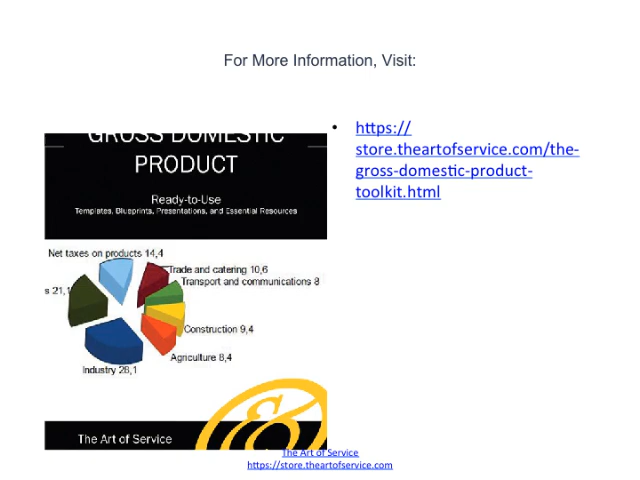 For More Information, Visit:
• https://
store.theartofservice.com/the-
gross-domestic-product-
toolkit.html
GROSS DOMESTIC
PRODUCT
Ready-to-Use
Templates, Blueprints, Presentations, and Essential Resources
Net taxes on products 14,4
Trade and catering 10,6
Transport and communications 8
s 21,1
Construction 9,4
Agriculture 8,4
Industry 28,1
The Art of Service
The Art of Service
https://store.theartofservice.com